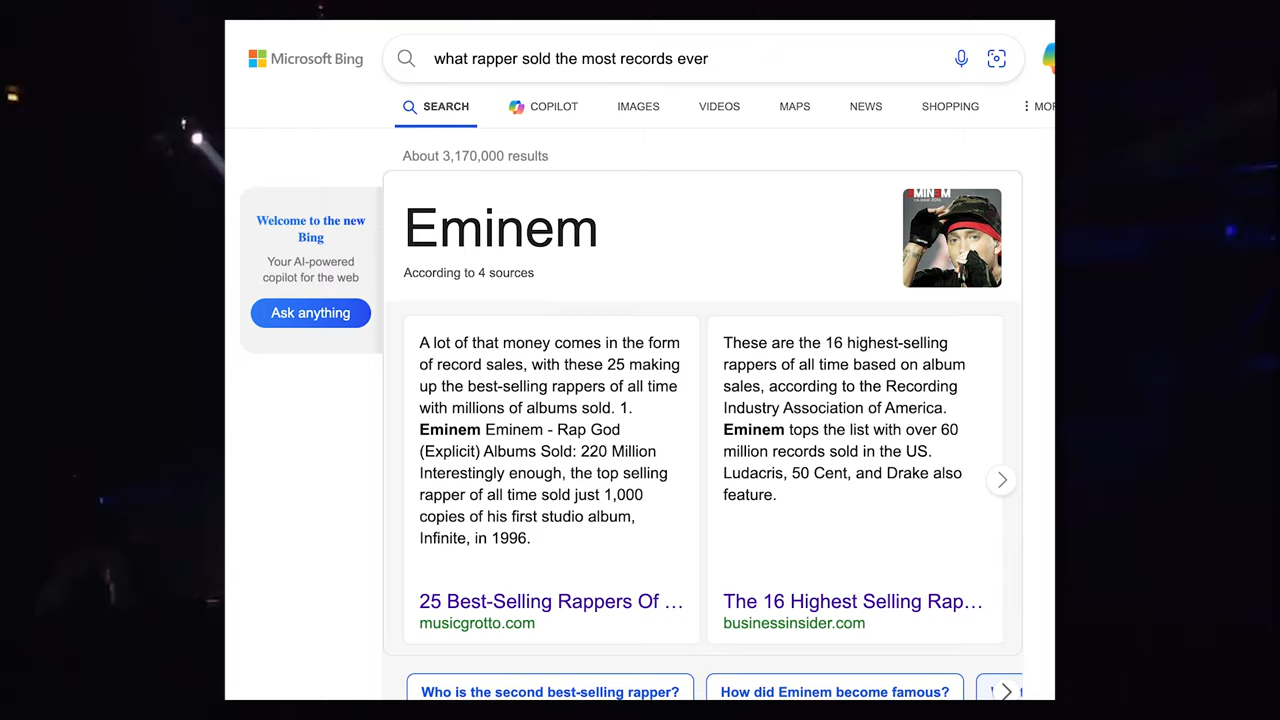 Microsoft Bing
what rapper sold the most records ever
SEARCH
COPILOT
IMAGES
VIDEOS
MAPS
NEWS
SHOPPING
MOR
About 3,170,000 results
Welcome to the new
Bing
Your AI-powered
copilot for the web
Ask anything
Eminem
According to 4 sources
EMINEM
A lot of that money comes in the form
of record sales, with these 25 making
up the best-selling rappers of all time
with millions of albums sold. 1.
Eminem Eminem - Rap God
(Explicit) Albums Sold: 220 Million
Interestingly enough, the top selling
rapper of all time sold just 1,000
copies of his first studio album,
Infinite, in 1996.
25 Best-Selling Rappers Of ...
musicgrotto.com
These are the 16 highest-selling
rappers of all time based on album
sales, according to the Recording
Industry Association of America.
Eminem tops the list with over 60
million records sold in the US.
Ludacris, 50 Cent, and Drake also
feature.
The 16 Highest Selling Rap...
businessinsider.com
Who is the second best-selling rapper?
How did Eminem become famous?